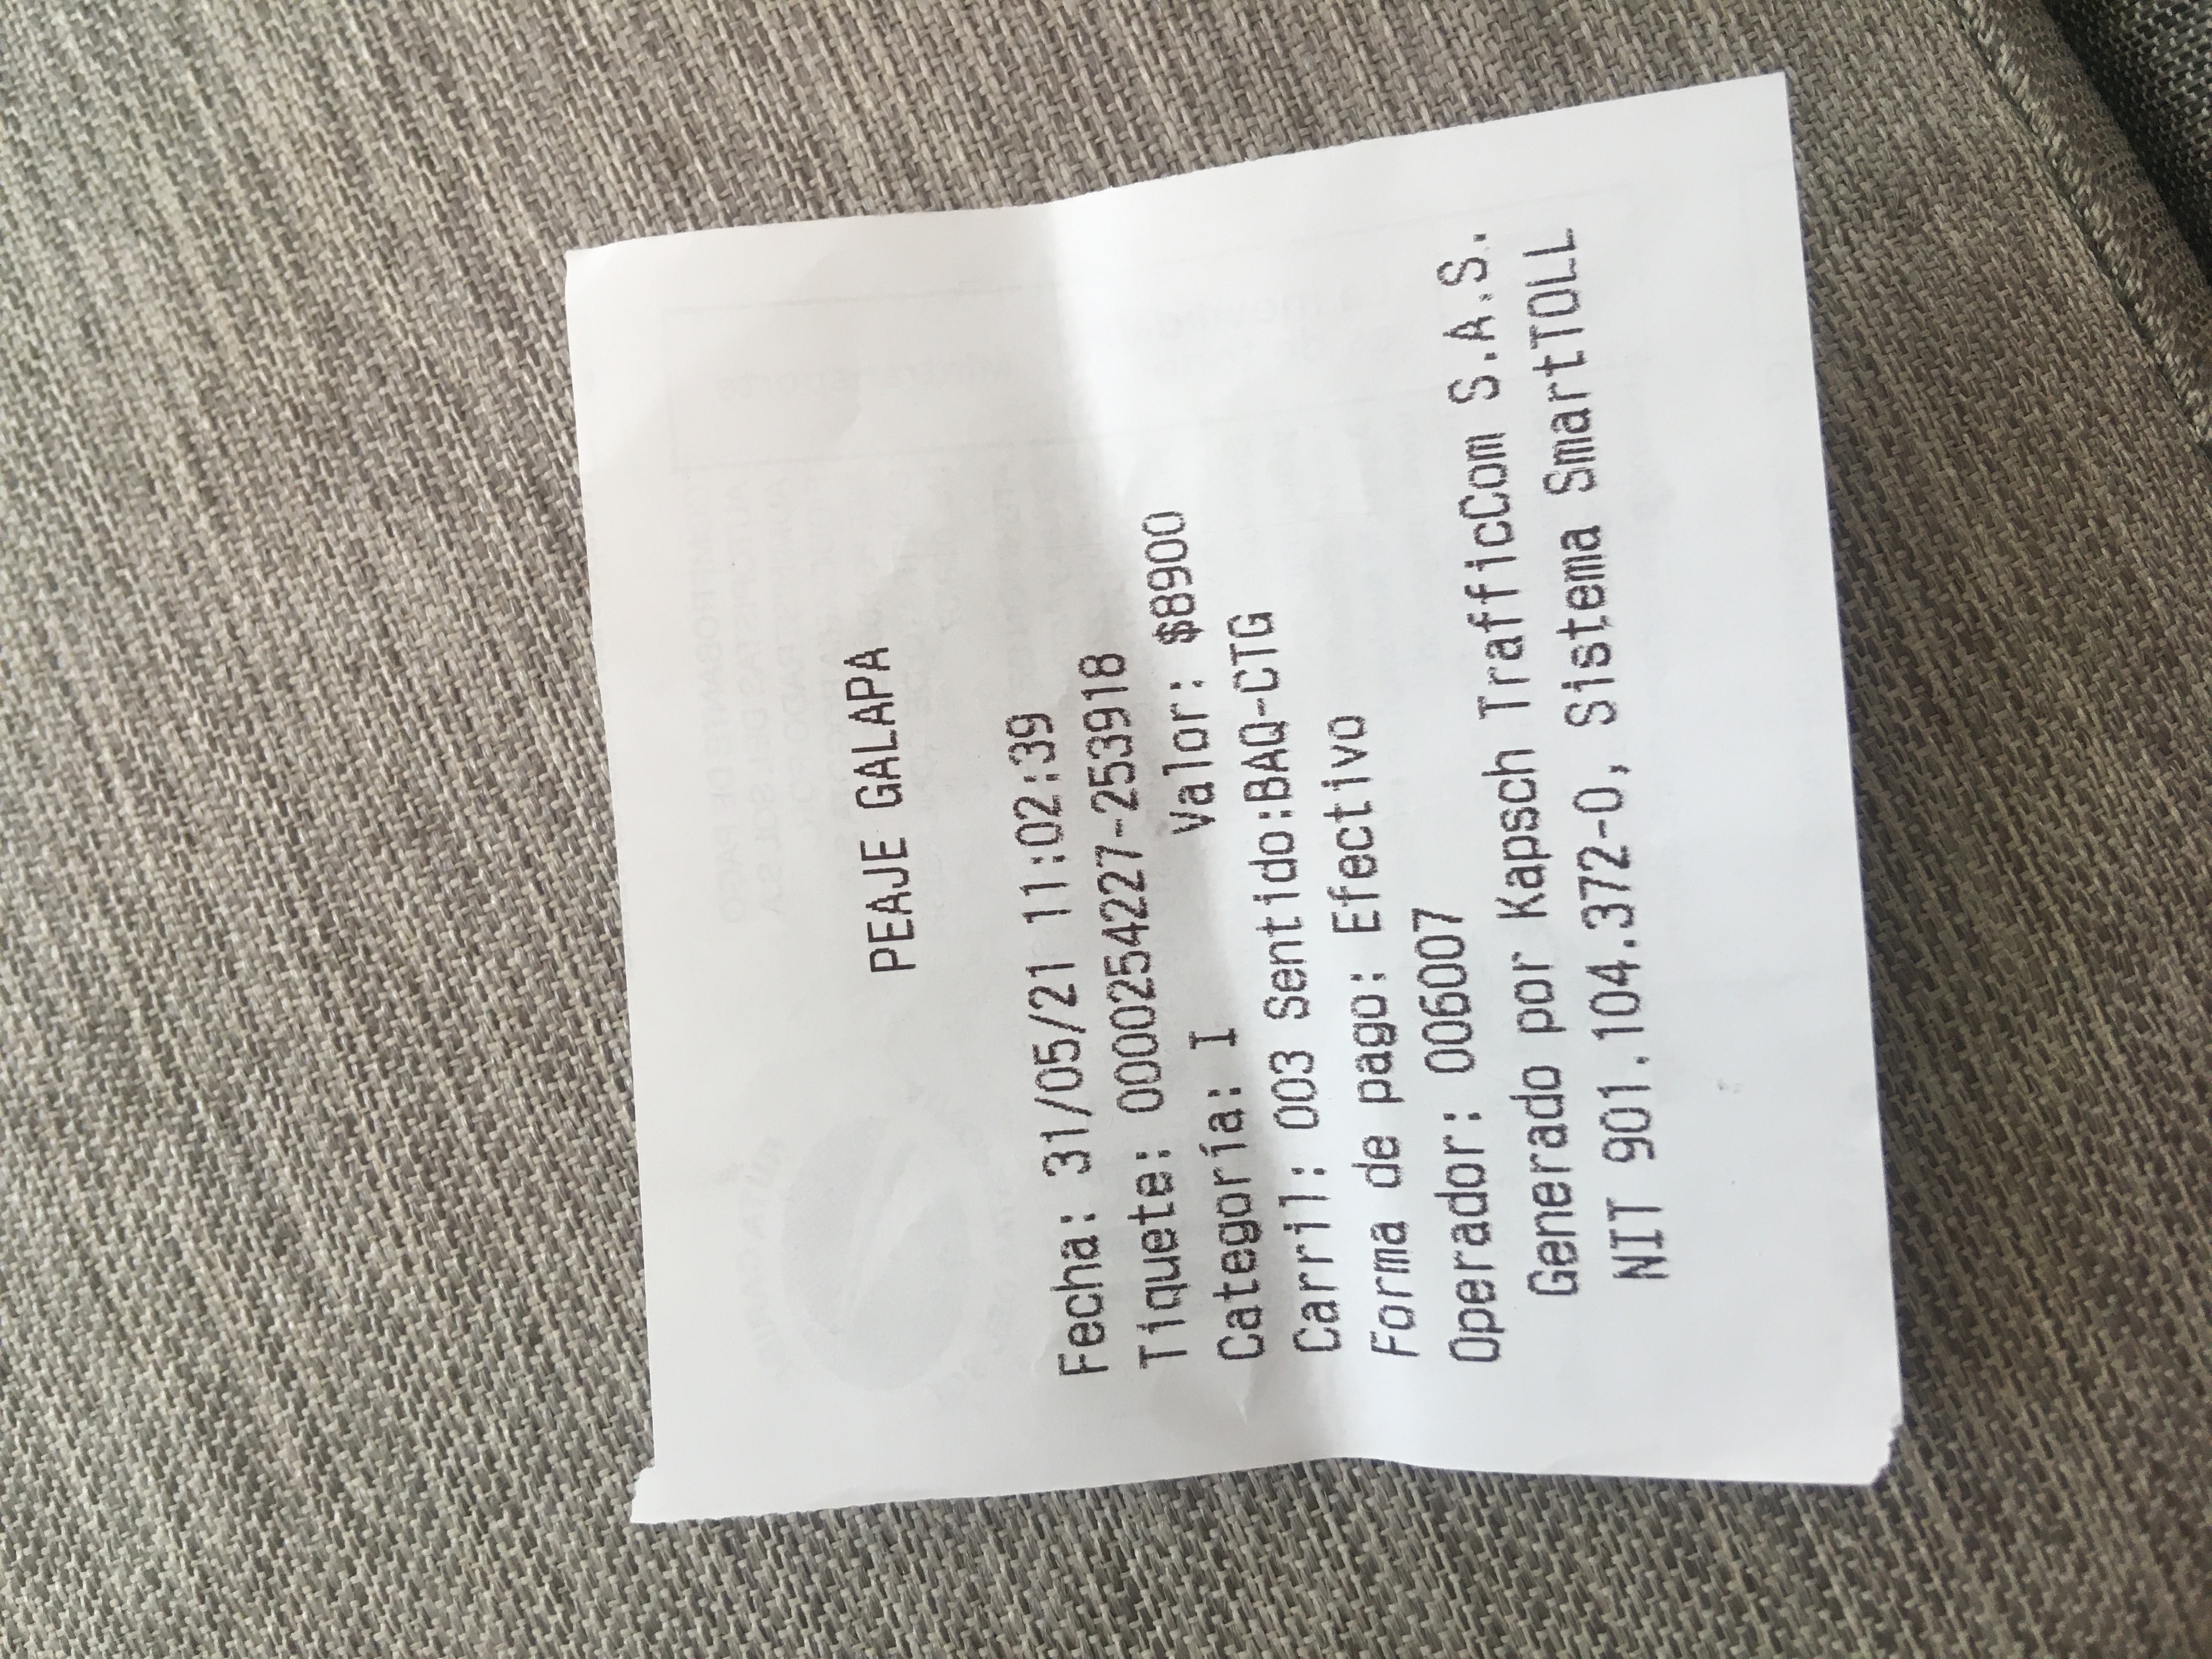 PEAJE GALAPA
Fecha: 31/05/21 11:02:39
Tiquete: 0000254227-253918
Categoría: I Valor: $8900
Carril: 003 Sentido:BAQ-CTG
Forma de pago: Efectivo
Operador: 006007
Generado por Kapsch TrafficCom S.A.S.
NIT 901.104.372-0, Sistema SmartTOLL